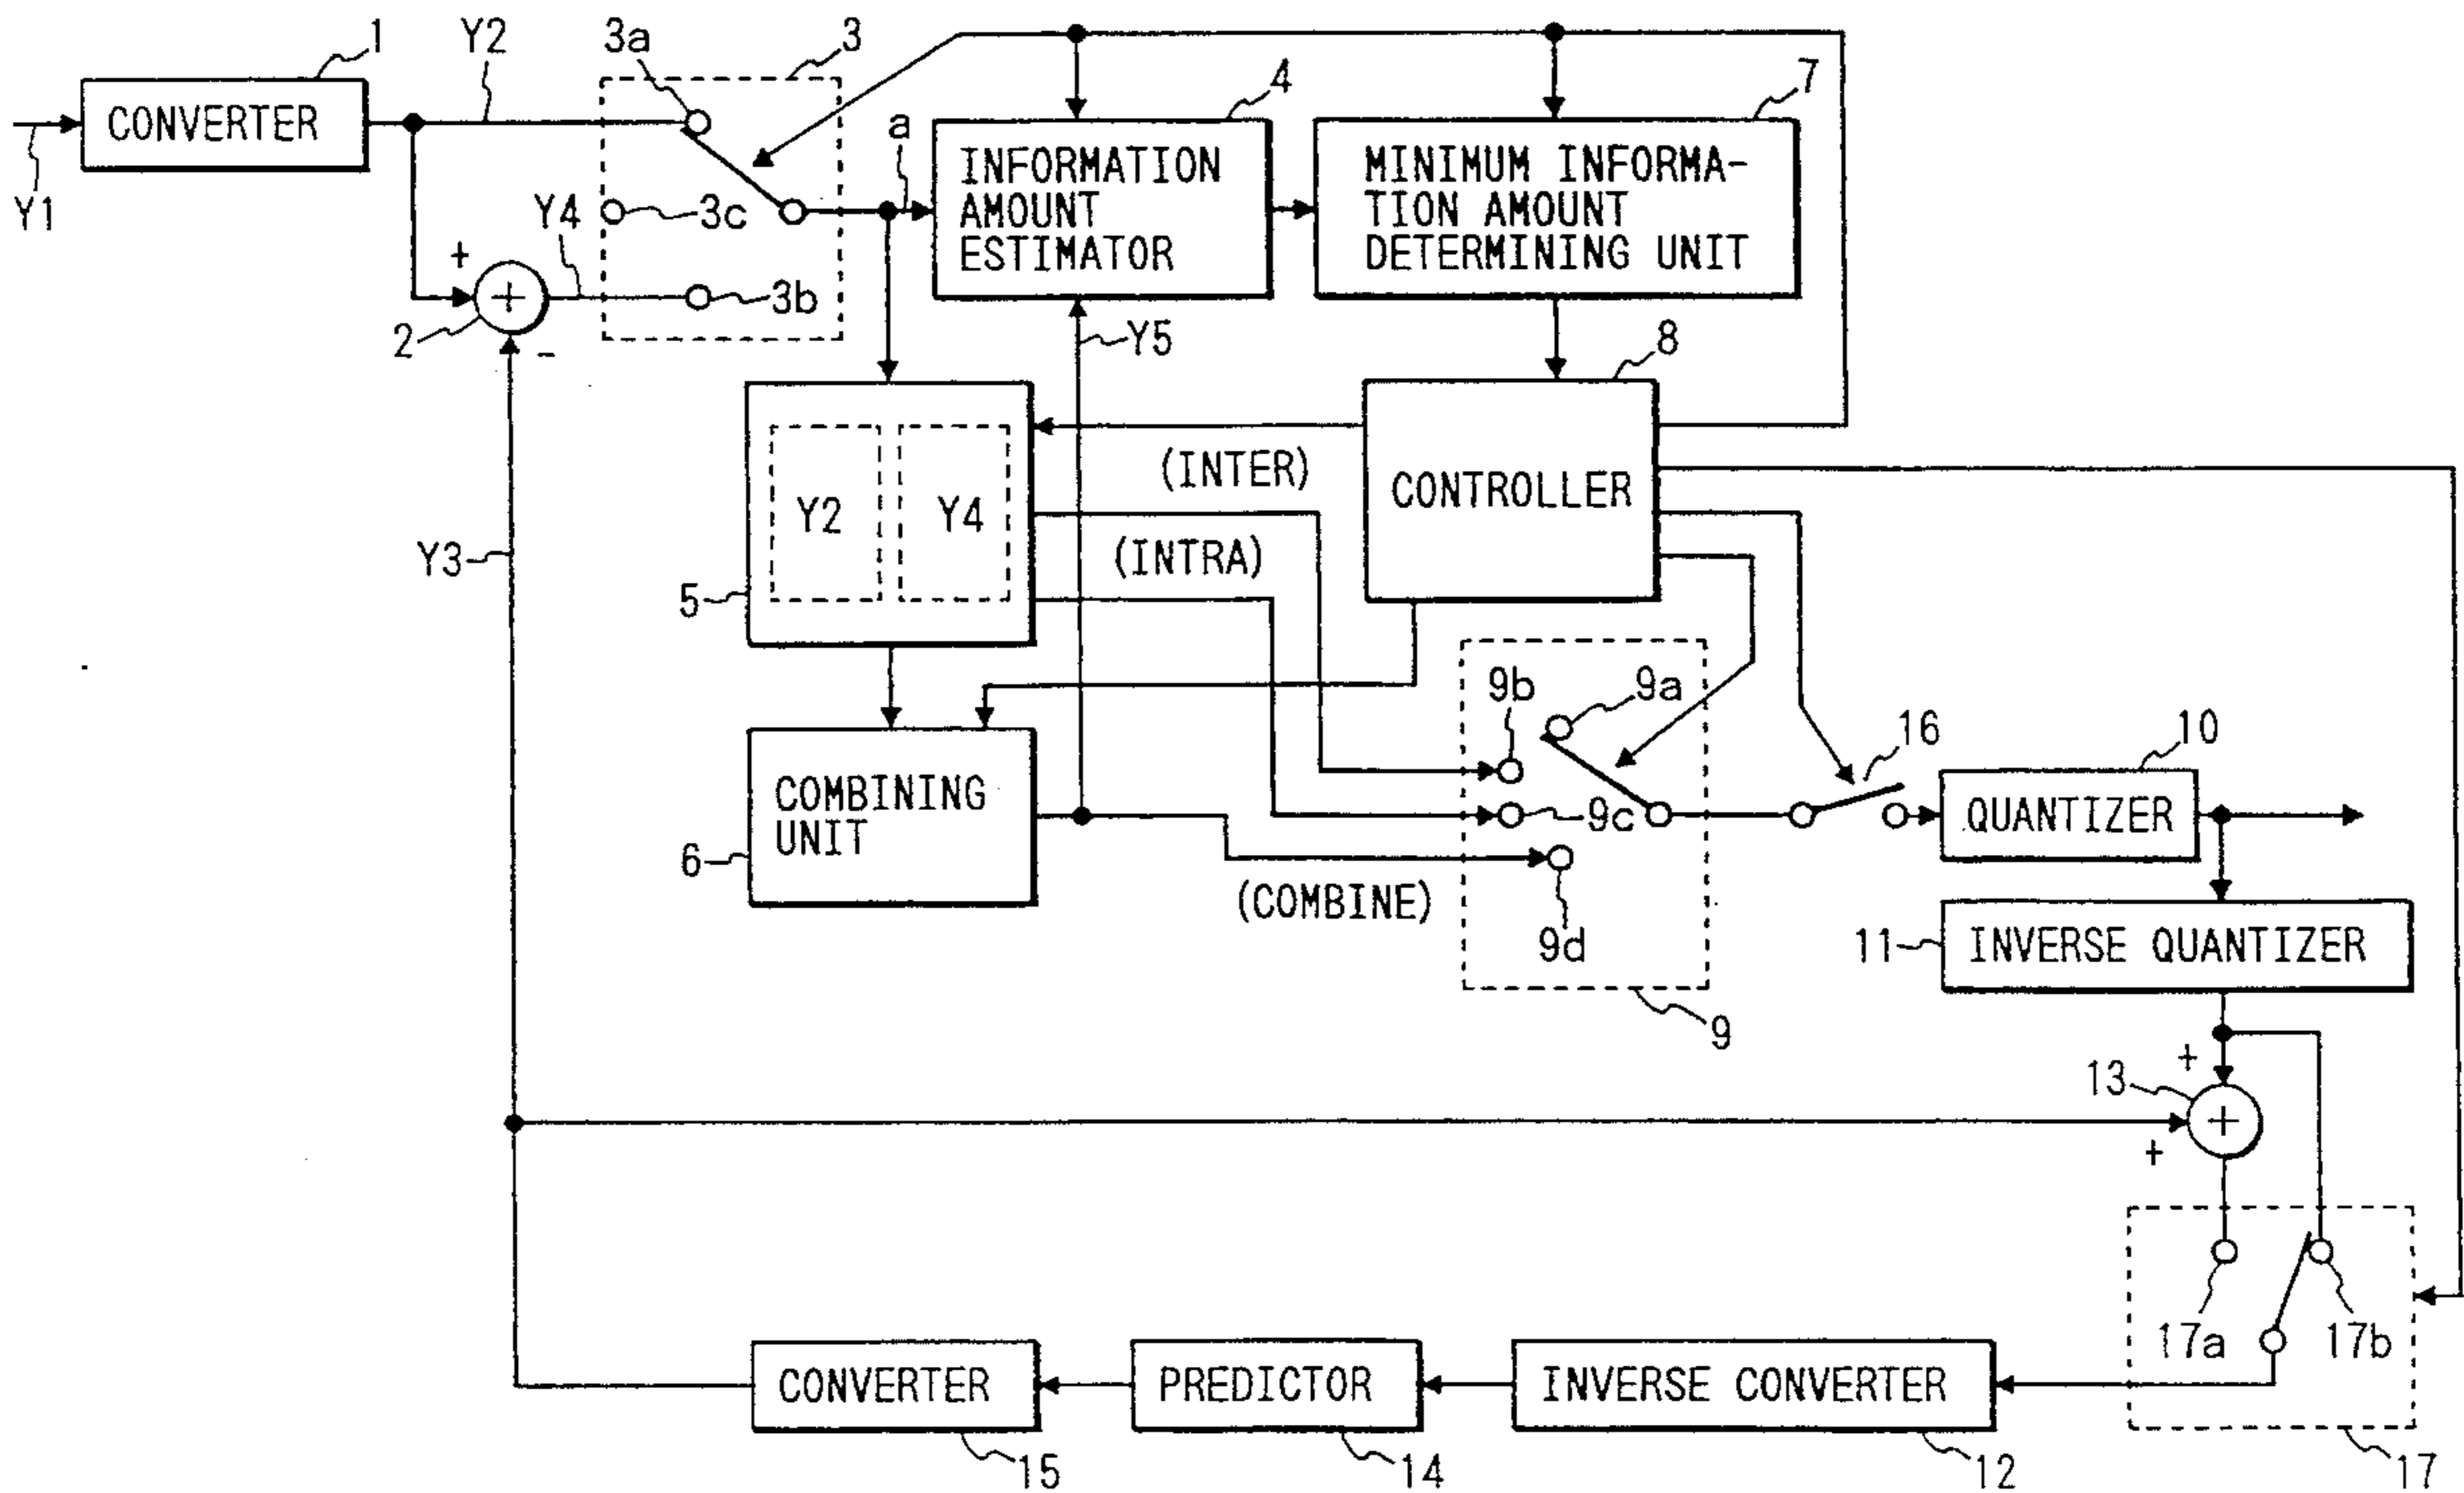 1
Y2
3a
3
4
7
CONVERTER
Y1
a
INFORMATION
AMOUNT
ESTIMATOR
MINIMUM INFORMA-
TION AMOUNT
DETERMINING UNIT
Y4
3c
+
+
3b
2
-
Y5
8
(INTER)
CONTROLLER
Y2
Y4
Y3
(INTRA)
5
9b
9a
16
10
COMBINING
UNIT
9c
QUANTIZER
6
(COMBINE)
9d
11
INVERSE QUANTIZER
9
+
13
+
+
17a
17b
CONVERTER
PREDICTOR
INVERSE CONVERTER
15
14
12
17